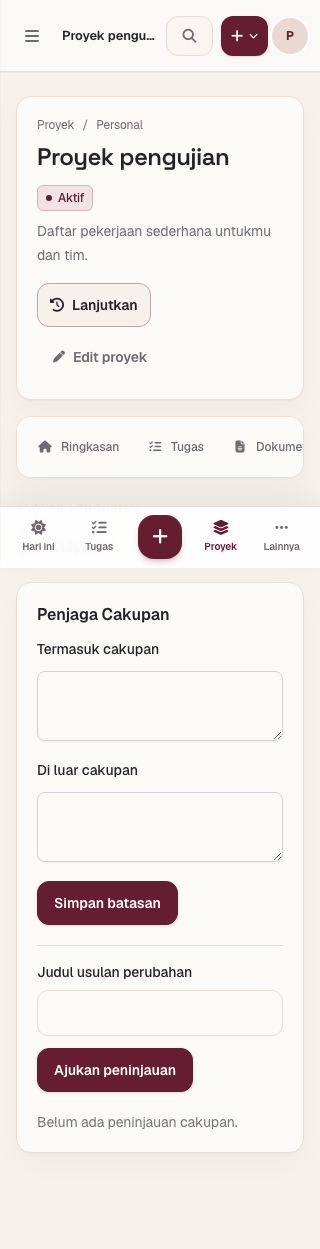 Proyek pengu...
P
Proyek / Personal
Proyek pengujian
Aktif
Daftar pekerjaan sederhana untukmu
dan tim.
Lanjutkan
Edit proyek
Ringkasan Tugas Dokume
Hari ini Tugas Proyek Lainnya
Penjaga Cakupan
Termasuk cakupan
Di luar cakupan
Simpan batasan
Judul usulan perubahan
Ajukan peninjauan
Belum ada peninjauan cakupan.